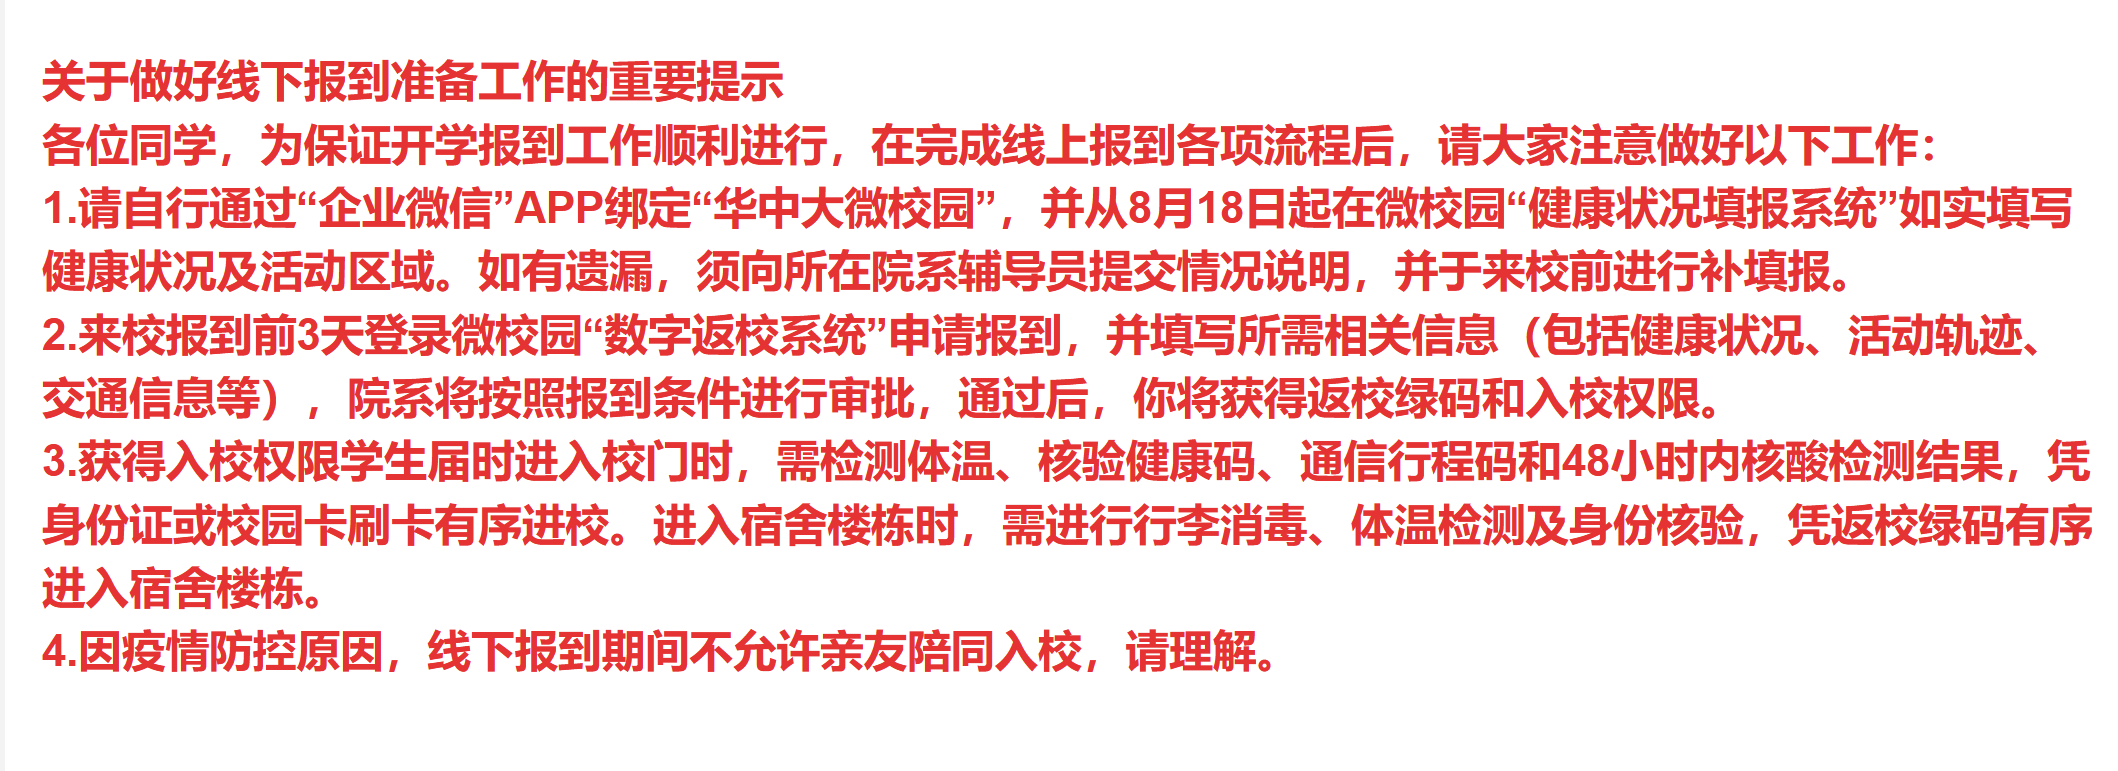 关于做好线下报到准备工作的重要提示
各位同学，为保证开学报到工作顺利进行，在完成线上报到各项流程后，请大家注意做好以下工作：
1.请自行通过“企业微信”APP绑定“华中大微校园”，并从8月18日起在微校园“健康状况填报系统”如实填写
健康状况及活动区域。如有遗漏，须向所在院系辅导员提交情况说明，并于来校前进行补填报。
2.来校报到前3天登录微校园“数字返校系统”申请报到，并填写所需相关信息（包括健康状况、活动轨迹、
交通信息等），院系将按照报到条件进行审批，通过后，你将获得返校绿码和入校权限。
3.获得入校权限学生届时进入校门时，需检测体温、核验健康码、通信行程码和48小时内核酸检测结果，凭
身份证或校园卡刷卡有序进校。进入宿舍楼栋时，需进行行李消毒、体温检测及身份核验，凭返校绿码有序
进入宿舍楼栋。
4.因疫情防控原因，线下报到期间不允许亲友陪同入校，请理解。